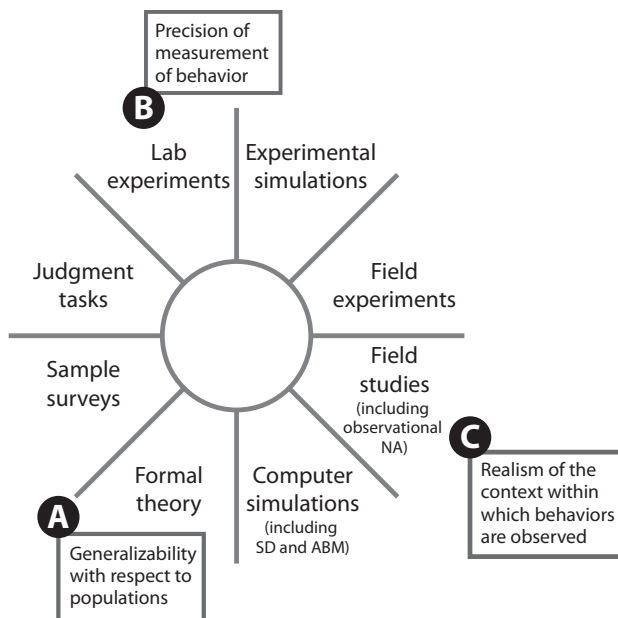 Precision of
measurement
of behavior
B
Lab
experiments
Experimental
simulations
Judgment
tasks
Field
experiments
Sample
surveys
Field
studies
(including
observational
NA)
Formal
theory
Computer
simulations
(including
SD and ABM)
C
Realism of the
context within
which behaviors
are observed
A
Generalizability
with respect to
populations